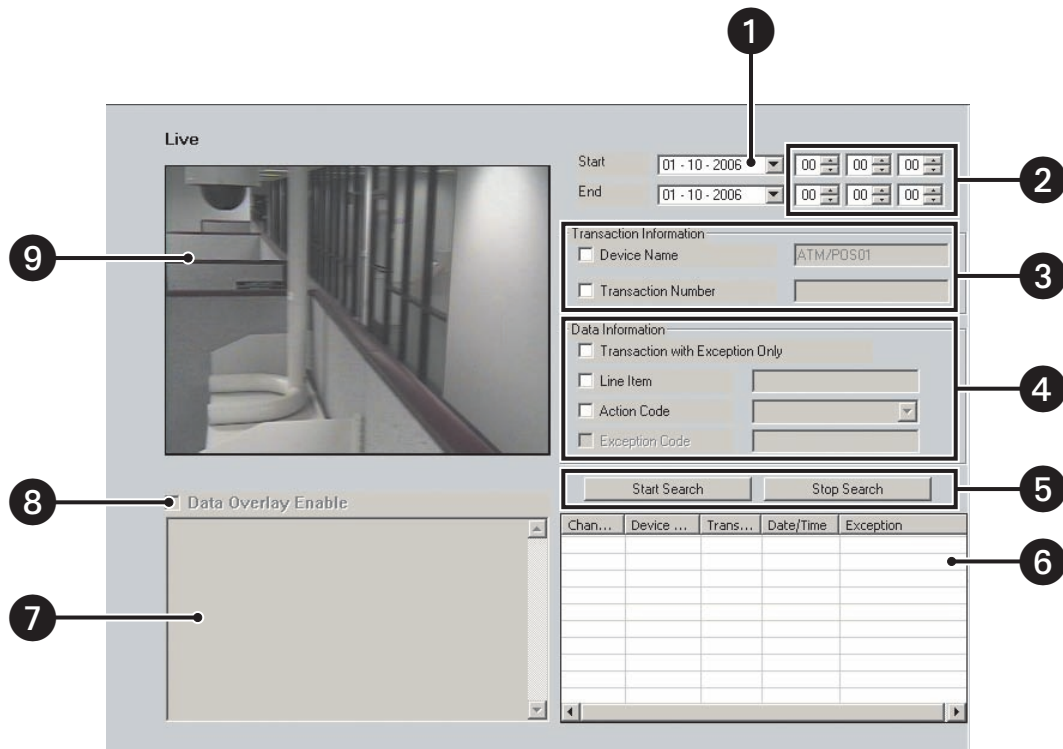 1
Live
Start 01 - 10 - 2006 00 00 00
End 01 - 10 - 2006 00 00 00
2
Transaction Information
Device Name ATM/POS01
Transaction Number
3
9
Data Information
Transaction with Exception Only
Line Item
Action Code
Exception Code
4
Start Search Stop Search
5
8
Data Overlay Enable
Chan... Device ... Trans... Date/Time Exception
6
7